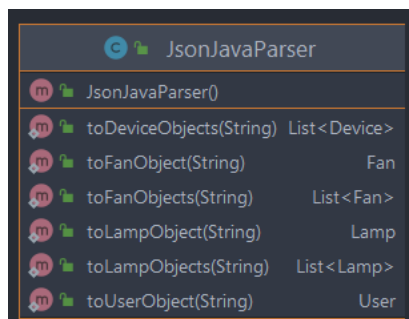 C JsonJavaParser
m JsonJavaParser()
m toDeviceObjects(String) List<Device>
m toFanObject(String) Fan
m toFanObjects(String) List<Fan>
m toLampObject(String) Lamp
m toLampObjects(String) List<Lamp>
m toUserObject(String) User